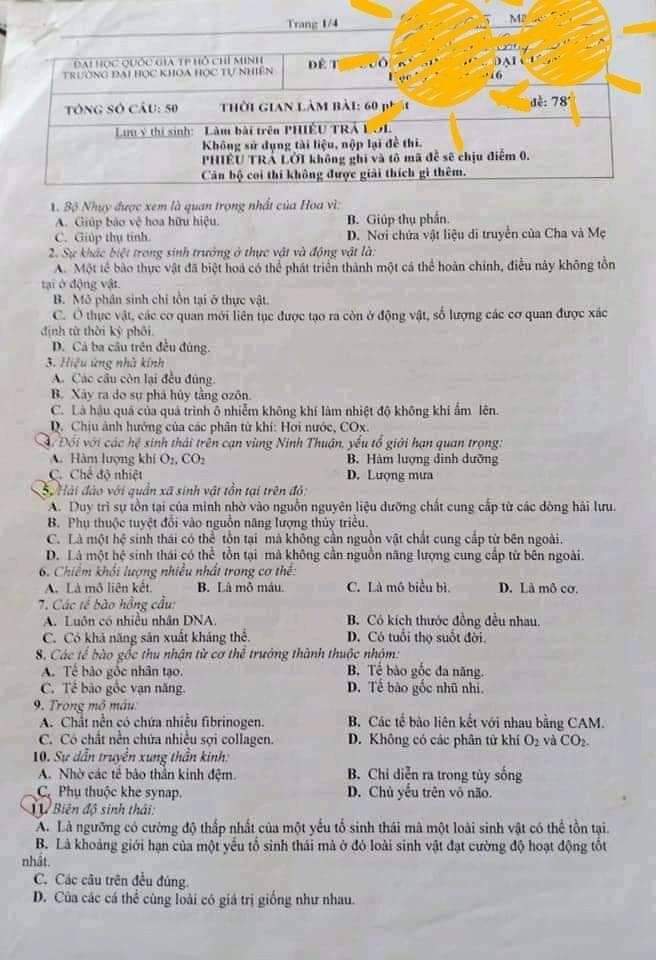 Trang 1/4
ĐẠI HỌC QUỐC GIA TP HỒ CHÍ MINH
TRƯỜNG ĐẠI HỌC KHOA HỌC TỰ NHIÊN
TỔNG SỐ CÂU: 50 THỜI GIAN LÀM BÀI: 60 phút đề: 78
Lưu ý thí sinh: Làm bài trên PHIẾU TRẢ LỜI.
Không sử dụng tài liệu, nộp lại đề thi.
PHIẾU TRẢ LỜI không ghi và tô mã đề sẽ chịu điểm 0.
Cán bộ coi thi không được giải thích gì thêm.
1. Bộ Nhụy được xem là quan trọng nhất của Hoa vì:
A. Giúp bảo vệ hoa hữu hiệu. B. Giúp thụ phấn.
C. Giúp thụ tinh. D. Nơi chứa vật liệu di truyền của Cha và Mẹ
2. Sự khác biệt trong sinh trưởng ở thực vật và động vật là:
A. Một tế bào thực vật đã biệt hoá có thể phát triển thành một cá thể hoàn chỉnh, điều này không tồn
tại ở động vật.
B. Mô phân sinh chỉ tồn tại ở thực vật.
C. Ở thực vật, các cơ quan mới liên tục được tạo ra còn ở động vật, số lượng các cơ quan được xác
định từ thời kỳ phôi.
D. Cả ba câu trên đều đúng.
3. Hiệu ứng nhà kính
A. Các câu còn lại đều đúng.
B. Xảy ra do sự phá hủy tầng ozôn.
C. Là hậu quả của quá trình ô nhiễm không khí làm nhiệt độ không khí ấm lên.
D. Chịu ảnh hưởng của các phân tử khí: Hơi nước, COx.
4. Đối với các hệ sinh thái trên cạn vùng Ninh Thuận, yếu tố giới hạn quan trọng:
A. Hàm lượng khí O₂, CO₂ B. Hàm lượng dinh dưỡng
C. Chế độ nhiệt D. Lượng mưa
5. Hải đảo với quần xã sinh vật tồn tại trên đó:
A. Duy trì sự tồn tại của mình nhờ vào nguồn nguyên liệu dưỡng chất cung cấp từ các dòng hải lưu.
B. Phụ thuộc tuyệt đối vào nguồn năng lượng thủy triều.
C. Là một hệ sinh thái có thể tồn tại mà không cần nguồn vật chất cung cấp từ bên ngoài.
D. Là một hệ sinh thái có thể tồn tại mà không cần nguồn năng lượng cung cấp từ bên ngoài.
6. Chiếm khối lượng nhiều nhất trong cơ thể:
A. Là mô liên kết. B. Là mô máu. C. Là mô biểu bì. D. Là mô cơ.
7. Các tế bào hồng cầu:
A. Luôn có nhiều nhân DNA. B. Có kích thước đồng đều nhau.
C. Có khả năng sản xuất kháng thể. D. Có tuổi thọ suốt đời.
8. Các tế bào gốc thu nhận từ cơ thể trưởng thành thuộc nhóm:
A. Tế bào gốc nhân tạo. B. Tế bào gốc đa năng.
C. Tế bào gốc vạn năng. D. Tế bào gốc nhũ nhi.
9. Trong mô máu:
A. Chất nền có chứa nhiều fibrinogen. B. Các tế bào liên kết với nhau bằng CAM.
C. Có chất nền chứa nhiều sợi collagen. D. Không có các phân tử khí O₂ và CO₂.
10. Sự dẫn truyền xung thần kinh:
A. Nhờ các tế bào thần kinh đệm. B. Chỉ diễn ra trong tủy sống
C. Phụ thuộc khe synap. D. Chủ yếu trên vỏ não.
11. Biên độ sinh thái:
A. Là ngưỡng có cường độ thấp nhất của một yếu tố sinh thái mà một loài sinh vật có thể tồn tại.
B. Là khoảng giới hạn của một yếu tố sinh thái mà ở đó loài sinh vật đạt cường độ hoạt động tốt
nhất.
C. Các câu trên đều đúng.
D. Của các cá thể cùng loài có giá trị giống như nhau.